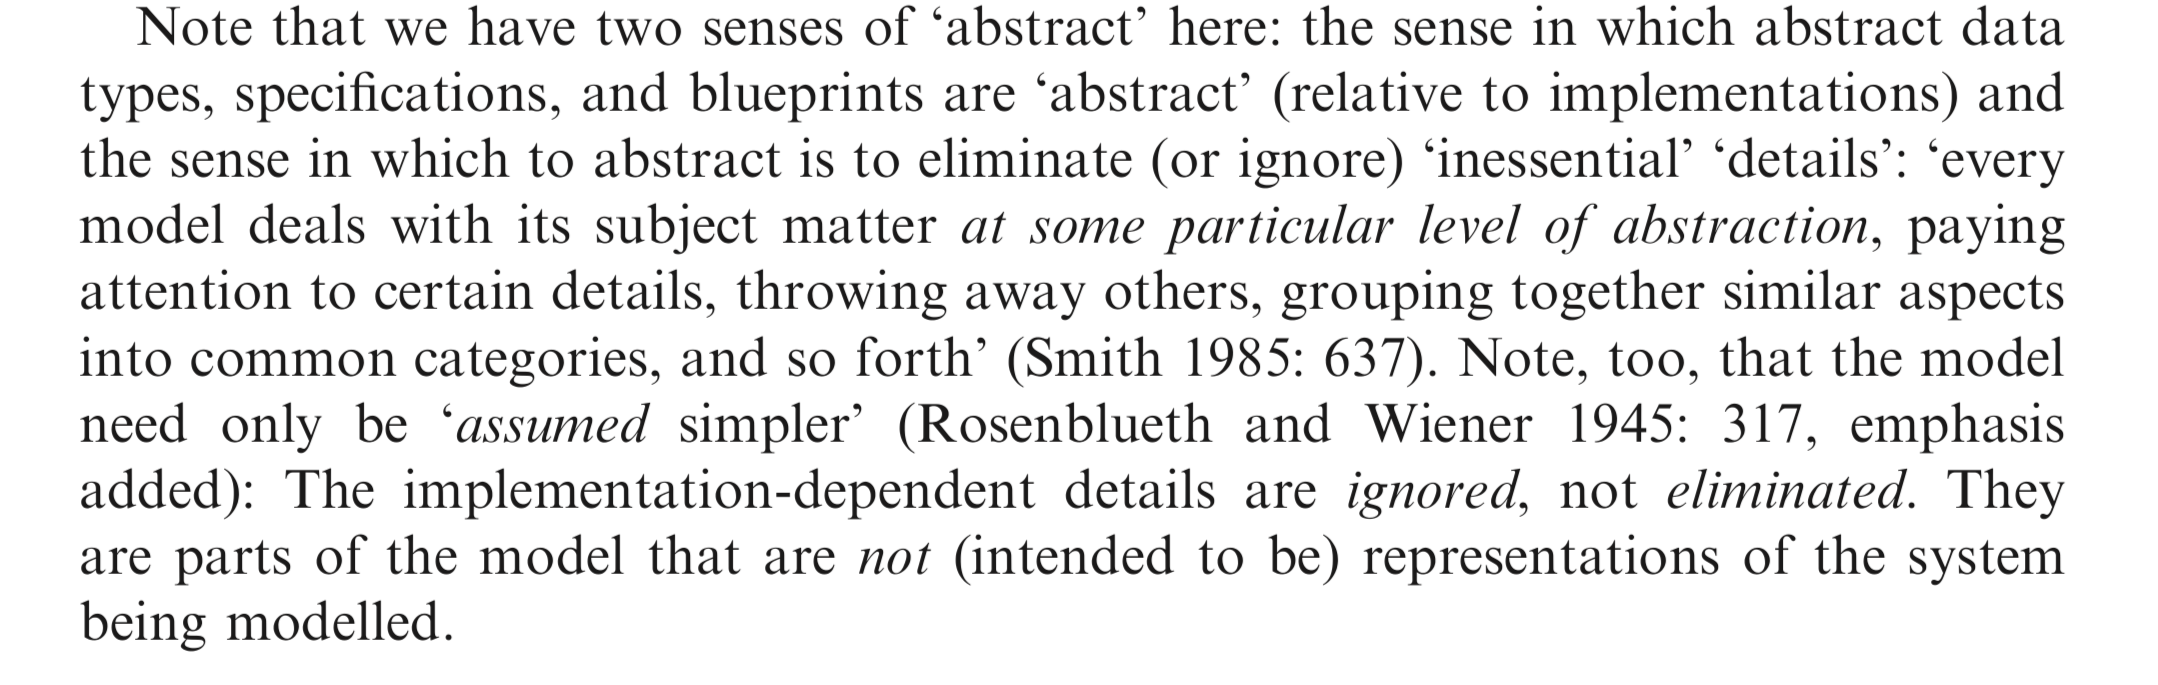 Note that we have two senses of ‘abstract’ here: the sense in which abstract data
types, specifications, and blueprints are ‘abstract’ (relative to implementations) and
the sense in which to abstract is to eliminate (or ignore) ‘inessential’ ‘details’: ‘every
model deals with its subject matter at some particular level of abstraction, paying
attention to certain details, throwing away others, grouping together similar aspects
into common categories, and so forth’ (Smith 1985: 637). Note, too, that the model
need only be ‘assumed simpler’ (Rosenblueth and Wiener 1945: 317, emphasis
added): The implementation-dependent details are ignored, not eliminated. They
are parts of the model that are not (intended to be) representations of the system
being modelled.